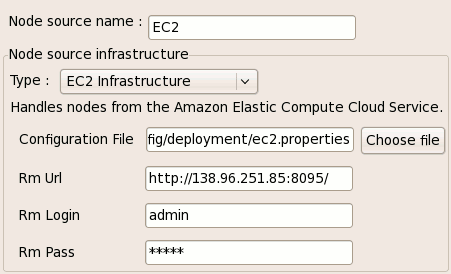 Node source name : EC2
Node source infrastructure
Type : EC2 Infrastructure
Handles nodes from the Amazon Elastic Compute Cloud Service.
Configuration File fig/deployment/ec2.properties Choose file
Rm Url http://138.96.251.85:8095/
Rm Login admin
Rm Pass *****